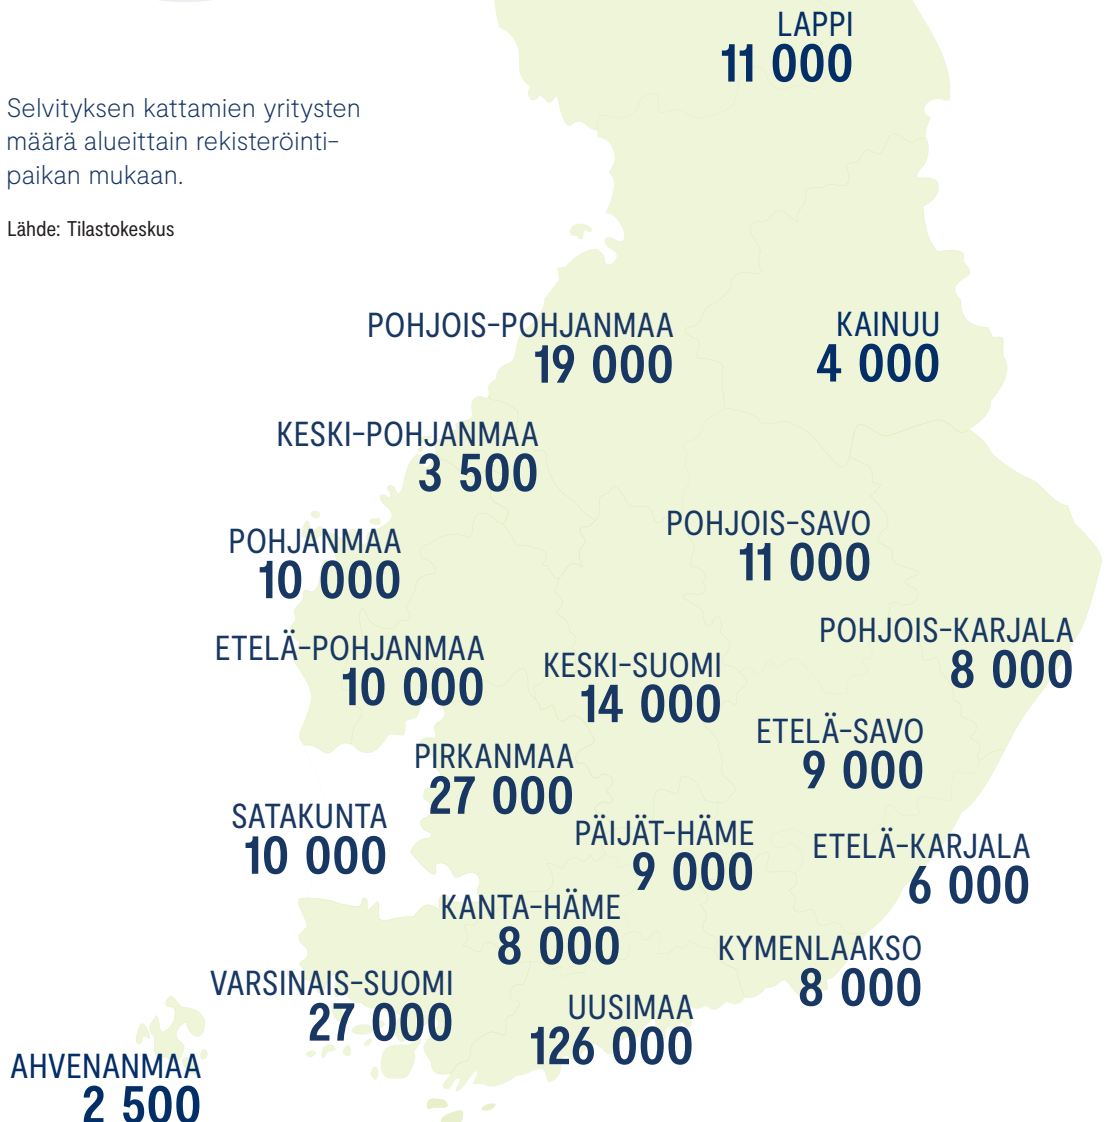 LAPPI
11 000
Selvityksen kattamien yritysten
määrä alueittain rekisteröinti-
paikan mukaan.
Lähde: Tilastokeskus
POHJOIS-POHJANMAA
19 000
KAINUU
4 000
KESKI-POHJANMAA
3 500
POHJOIS-SAVO
11 000
POHJANMAA
10 000
POHJOIS-KARJALA
8 000
ETELÄ-POHJANMAA
10 000
KESKI-SUOMI
14 000
ETELÄ-SAVO
9 000
PIRKANMAA
27 000
SATAKUNTA
10 000
PÄIJÄT-HÄME
9 000
ETELÄ-KARJALA
6 000
KANTA-HÄME
8 000
KYMENLAAKSO
8 000
VARSINAIS-SUOMI
27 000
UUSIMAA
126 000
AHVENANMAA
2 500